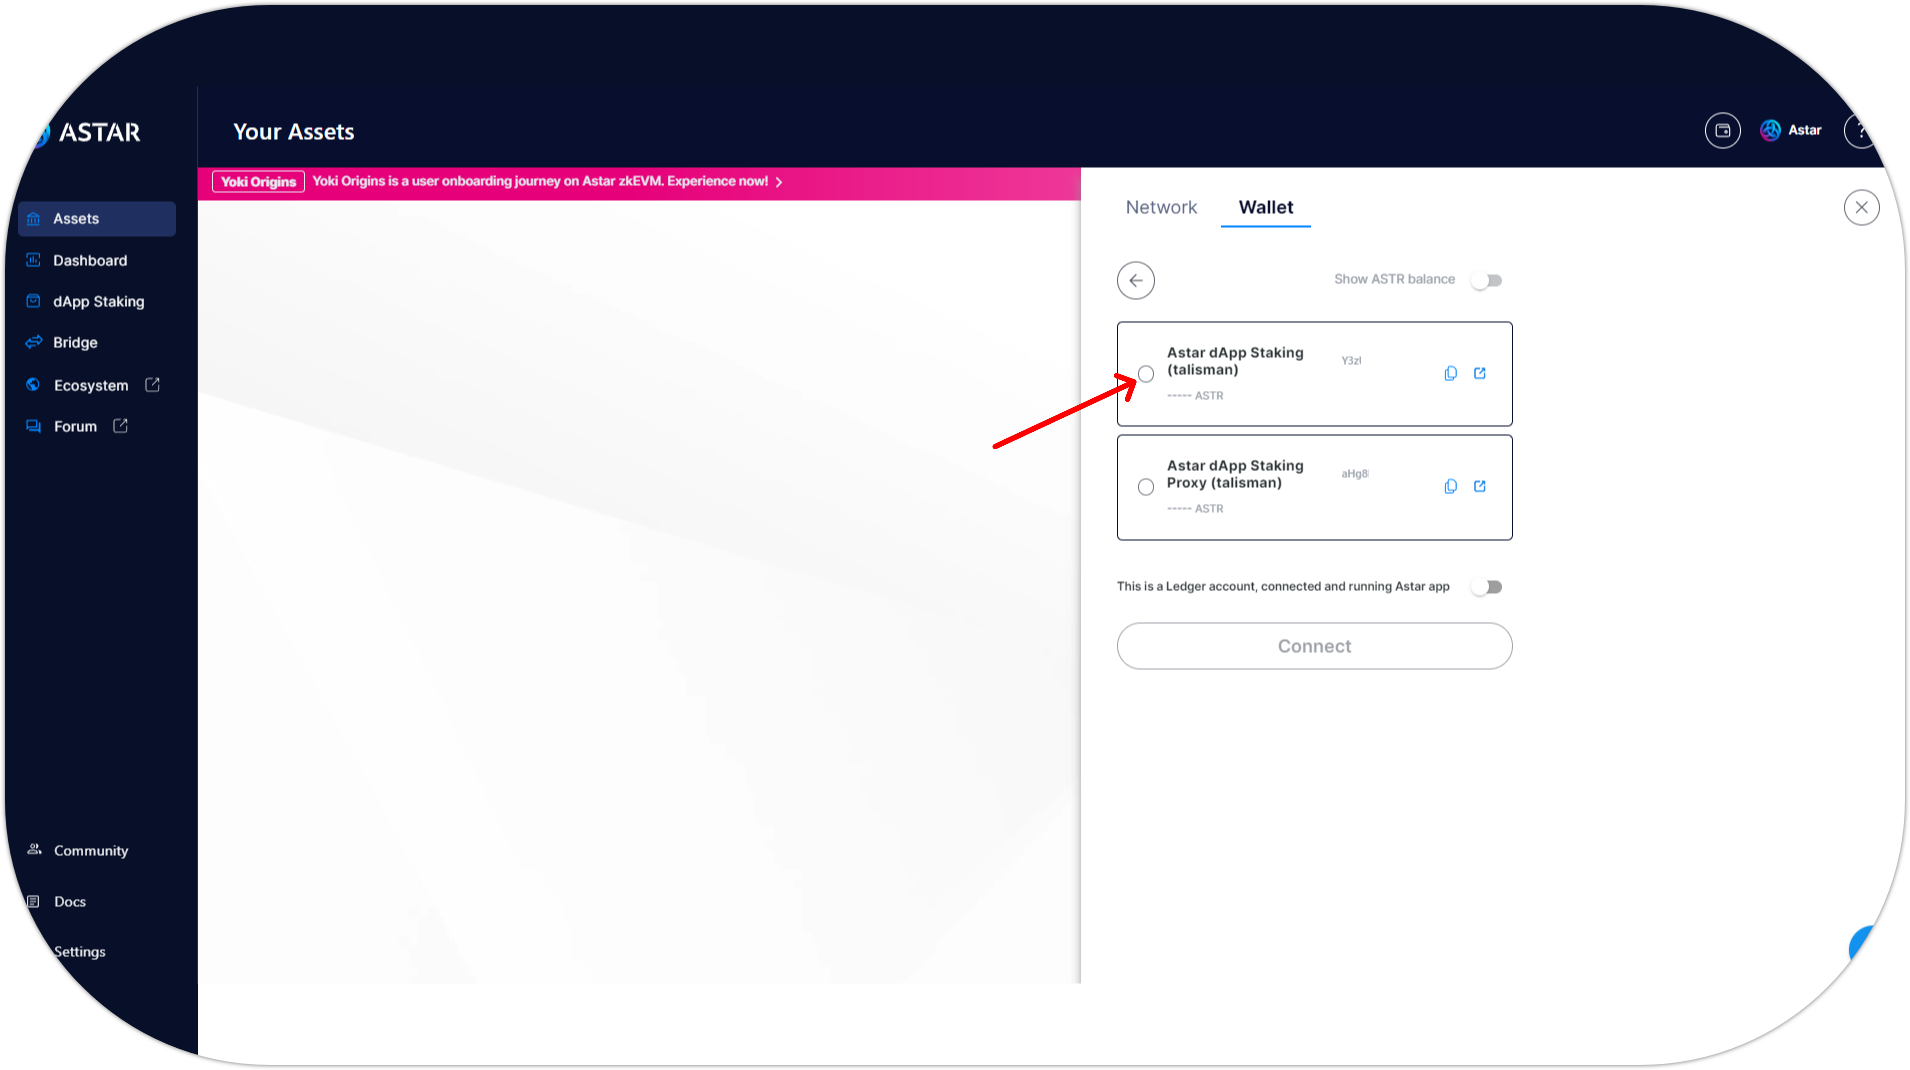 ASTAR
Your Assets
Astar
?
Yoki Origins
Yoki Origins is a user onboarding journey on Astar zkEVM. Experience now!
Assets
Dashboard
dApp Staking
Bridge
Ecosystem
Forum
Community
Docs
Settings
Network
Wallet
Show ASTR balance
Astar dApp Staking
(talisman)
----- ASTR
Astar dApp Staking
Proxy (talisman)
aHg8
----- ASTR
This is a Ledger account, connected and running Astar app
Connect